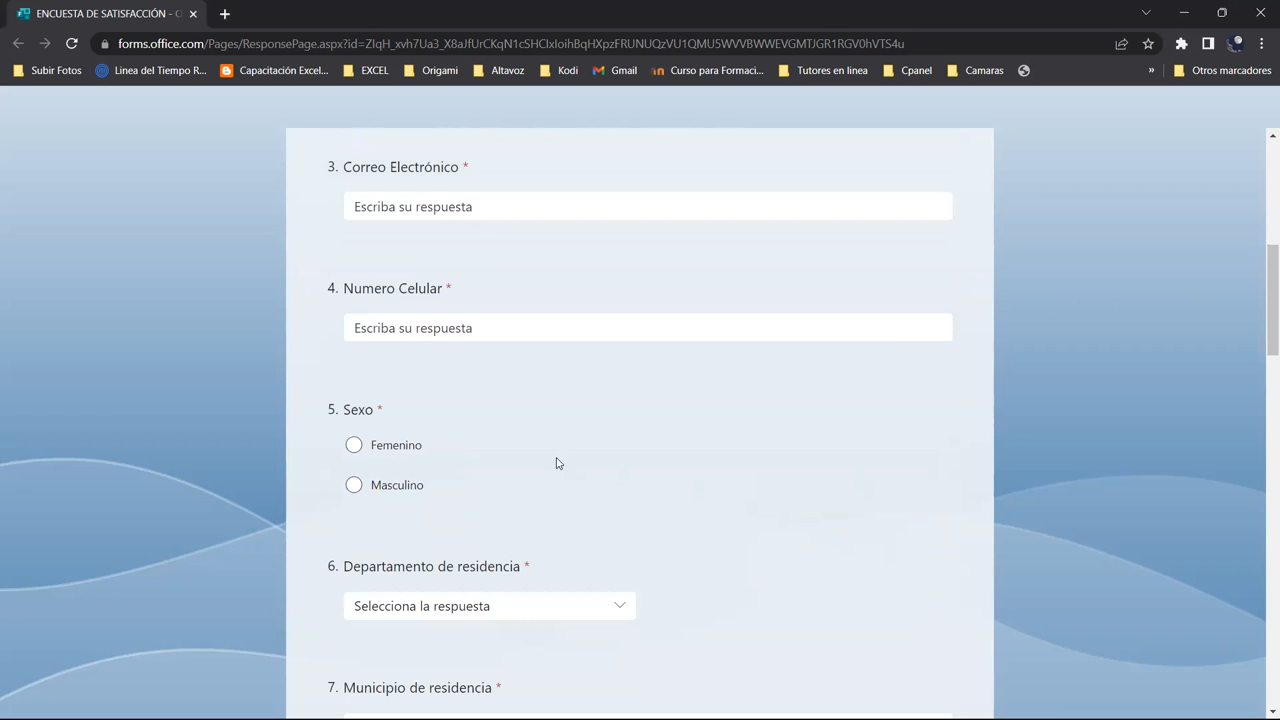 ENCUESTA DE SATISFACCIÓN - O
forms.office.com/Pages/ResponsePage.aspx?id=ZIqH_xvh7Ua3_X8aJfUrCKqN1cSHCIxIoihBqHXpzFRUNUQzVU1QMU5WVVBWWEVGMTJGR1RGV0hVTS4u
Subir Fotos Linea del Tiempo R... Capacitación Excel... EXCEL Origami Altavoz Kodi Gmail Curso para Formaci... Tutores en linea Cpanel Camaras » Otros marcadores
3. Correo Electrónico *
Escriba su respuesta
4. Numero Celular *
Escriba su respuesta
5. Sexo *
Femenino
Masculino
6. Departamento de residencia *
Selecciona la respuesta
7. Municipio de residencia *